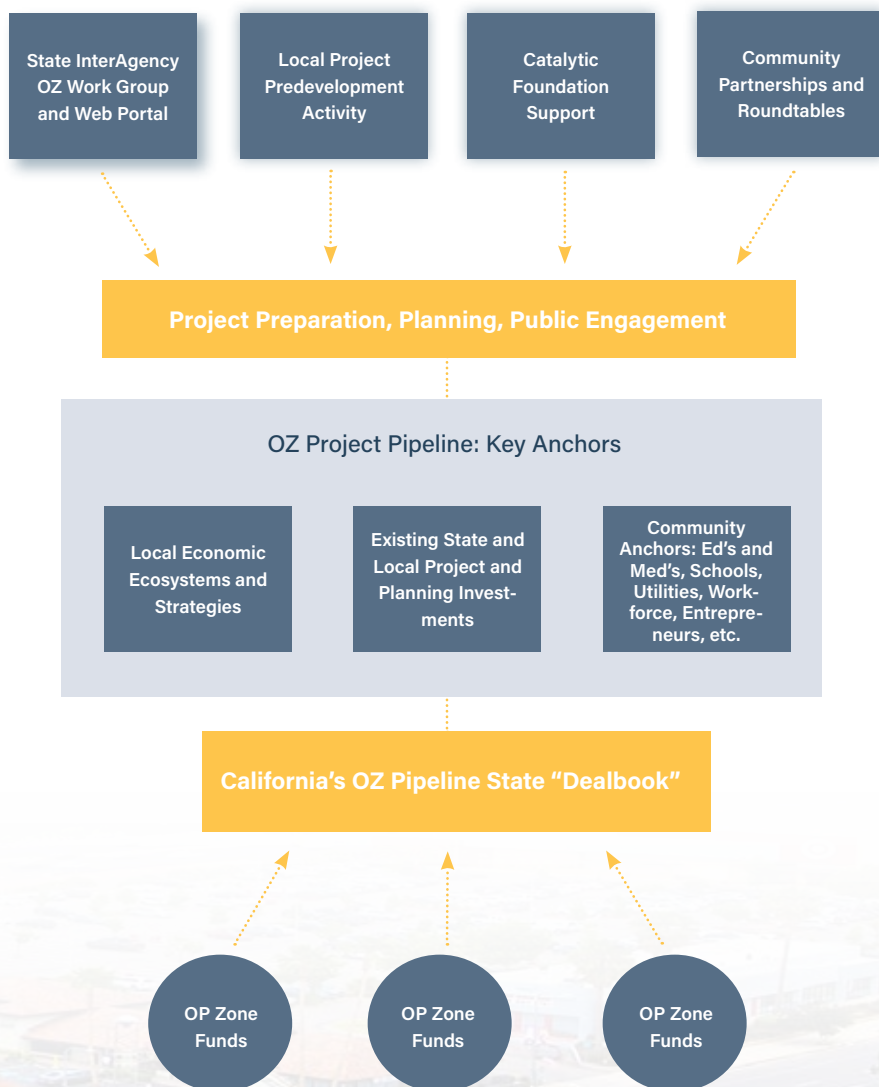 State InterAgency
OZ Work Group
and Web Portal
Local Project
Predevelopment
Activity
Catalytic
Foundation
Support
Community
Partnerships and
Roundtables
Project Preparation, Planning, Public Engagement
OZ Project Pipeline: Key Anchors
Local Economic
Ecosystems and
Strategies
Existing State and
Local Project and
Planning Invest-
ments
Community
Anchors: Ed’s and
Med’s, Schools,
Utilities, Work-
force, Entrepre-
neurs, etc.
California’s OZ Pipeline State “Dealbook”
OP Zone
Funds
OP Zone
Funds
OP Zone
Funds